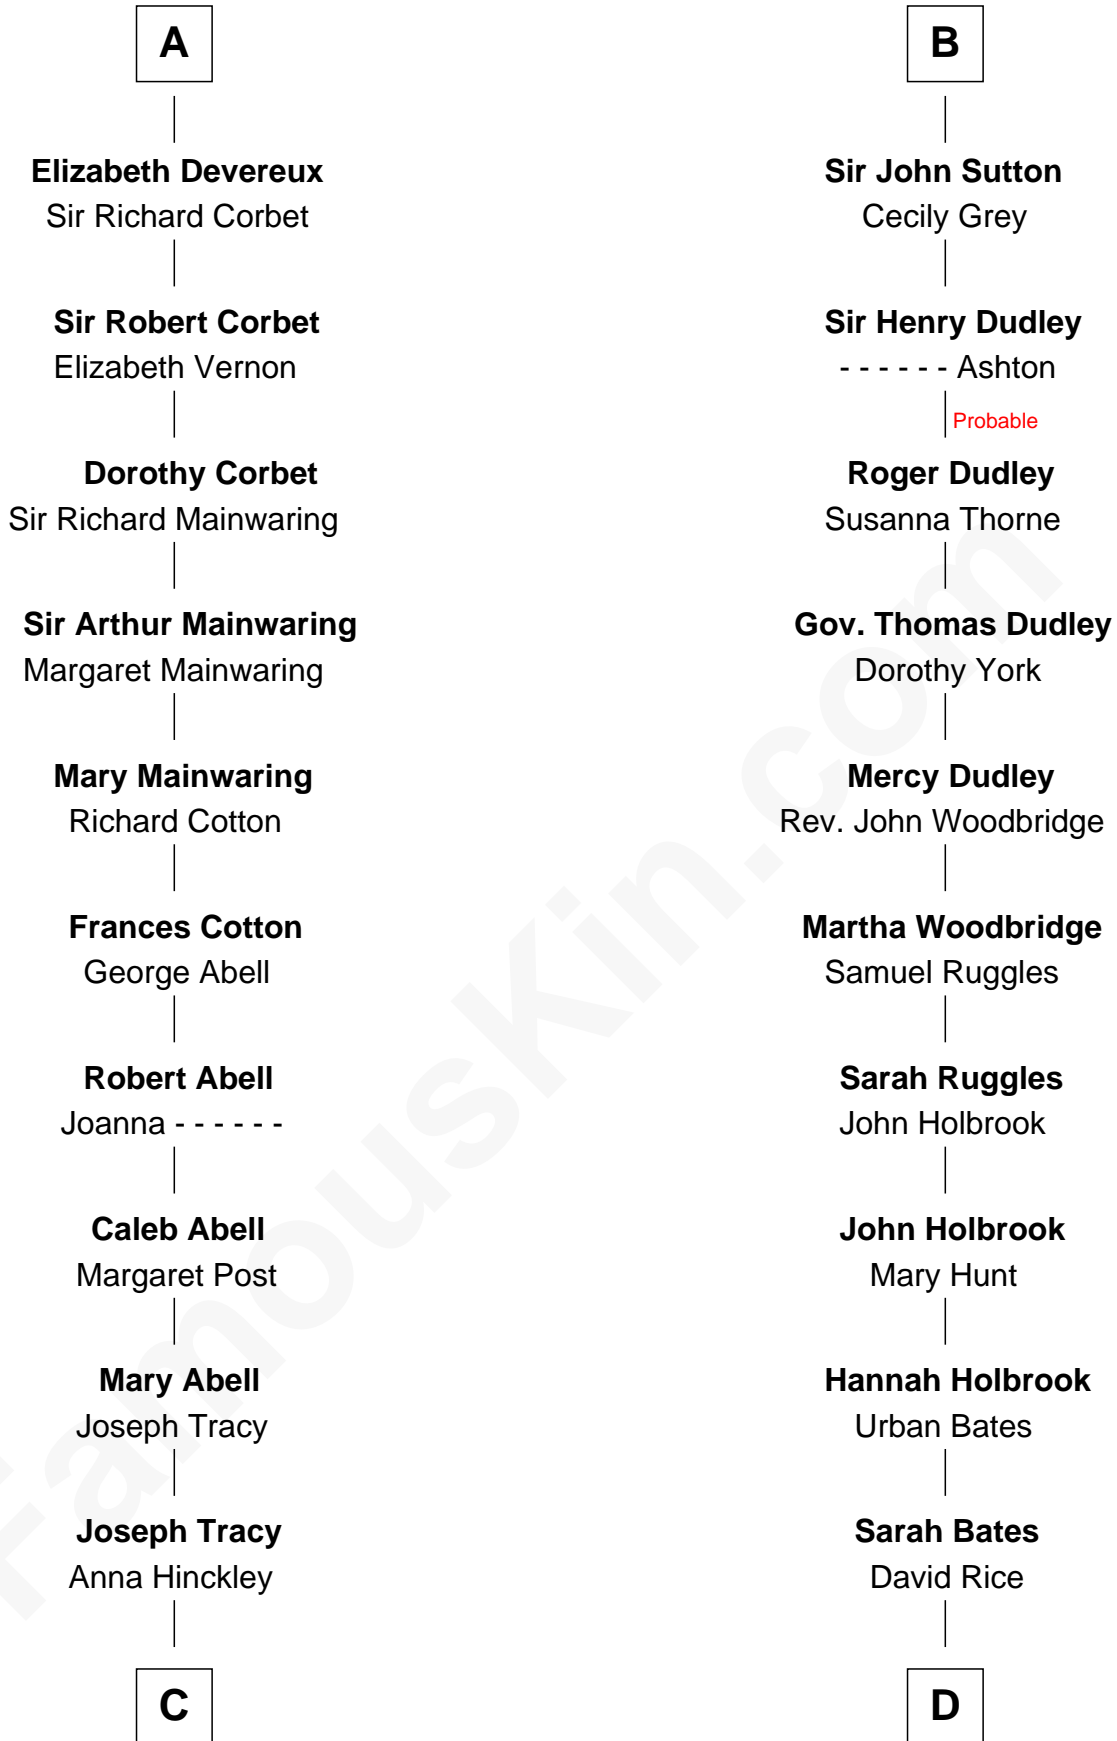 A
Elizabeth Devereux
Sir Richard Corbet
Sir Robert Corbet
Elizabeth Vernon
Dorothy Corbet
Sir Richard Mainwaring
Sir Arthur Mainwaring
Margaret Mainwaring
Mary Mainwaring
Richard Cotton
Frances Cotton
George Abell
Robert Abell
Joanna - - - - - -
Caleb Abell
Margaret Post
Mary Abell
Joseph Tracy
Joseph Tracy
Anna Hinckley
C
B
Sir John Sutton
Cecily Grey
Sir Henry Dudley
- - - - - - Ashton
Probable
Roger Dudley
Susanna Thorne
Gov. Thomas Dudley
Dorothy York
Mercy Dudley
Rev. John Woodbridge
Martha Woodbridge
Samuel Ruggles
Sarah Ruggles
John Holbrook
John Holbrook
Mary Hunt
Hannah Holbrook
Urban Bates
Sarah Bates
David Rice
D
FamousKin.com